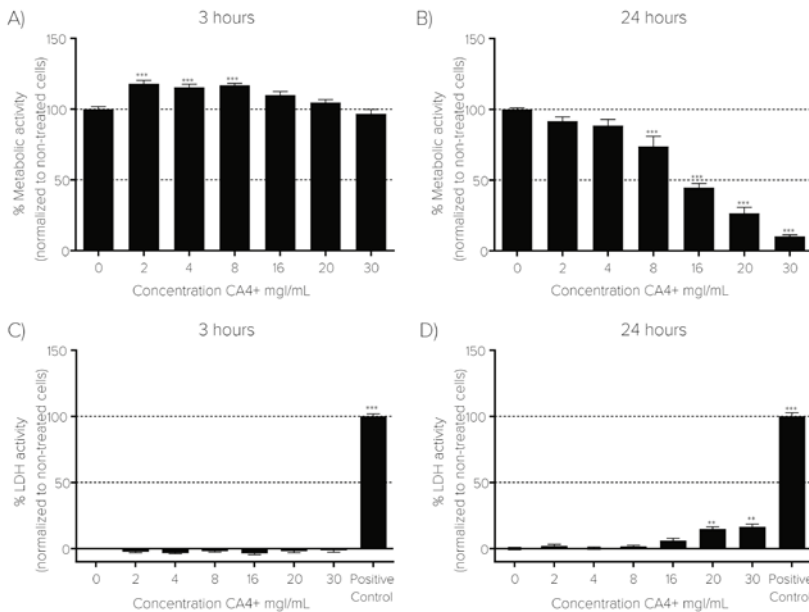 A)
3 hours
% Metabolic activity
(normalized to non-treated cells)
150
100
50
0
***
***
***
0 2 4 8 16 20 30
Concentration CA4+ mgl/mL
B)
24 hours
% Metabolic activity
(normalized to non-treated cells)
150
100
50
0
***
***
***
***
0 2 4 8 16 20 30
Concentration CA4+ mgl/mL
C)
3 hours
% LDH activity
(normalized to non-treated cells)
150
100
50
0
***
0 2 4 8 16 20 30 Positive
Control
Concentration CA4+ mgl/mL
D)
24 hours
% LDH activity
(normalized to non-treated cells)
150
100
50
0
**
**
***
0 2 4 8 16 20 30 Positive
Control
Concentration CA4+ mgl/mL